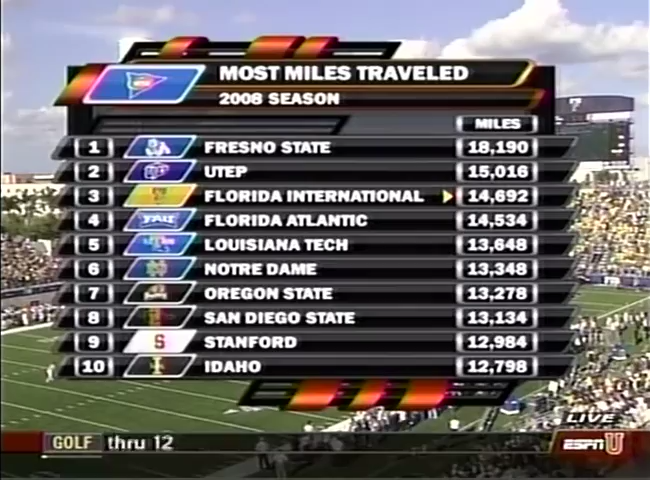 MOST MILES TRAVELED
2008 SEASON
MILES
1 FRESNO STATE 18,190
2 UTEP 15,016
3 FLORIDA INTERNATIONAL 14,692
4 FLORIDA ATLANTIC 14,534
5 LOUISIANA TECH 13,648
6 NOTRE DAME 13,348
7 OREGON STATE 13,278
8 SAN DIEGO STATE 13,134
9 S STANFORD 12,984
10 I IDAHO 12,798
LIVE
GOLF thru 12 ESPN U